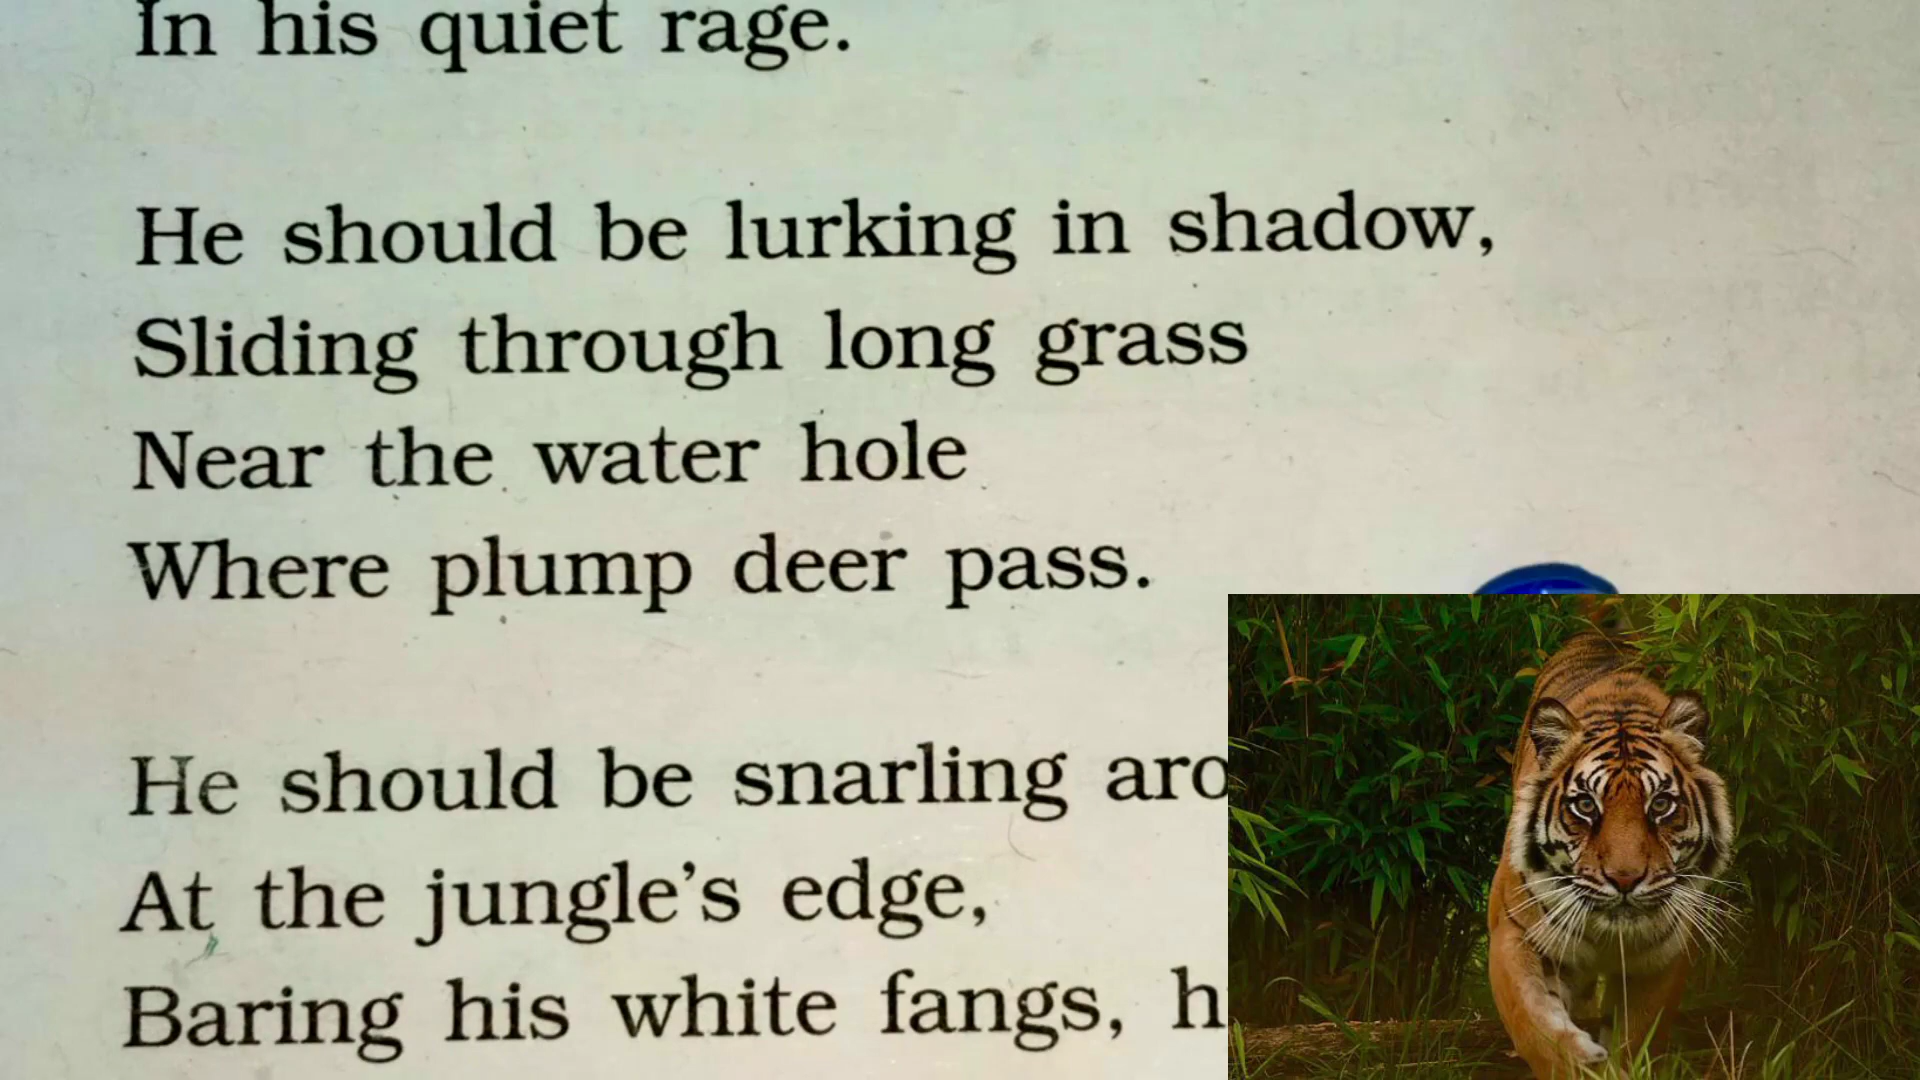 In his quiet rage.
He should be lurking in shadow,
Sliding through long grass
Near the water hole
Where plump deer pass.
He should be snarling
At the jungle's edge,
Baring his white fangs,